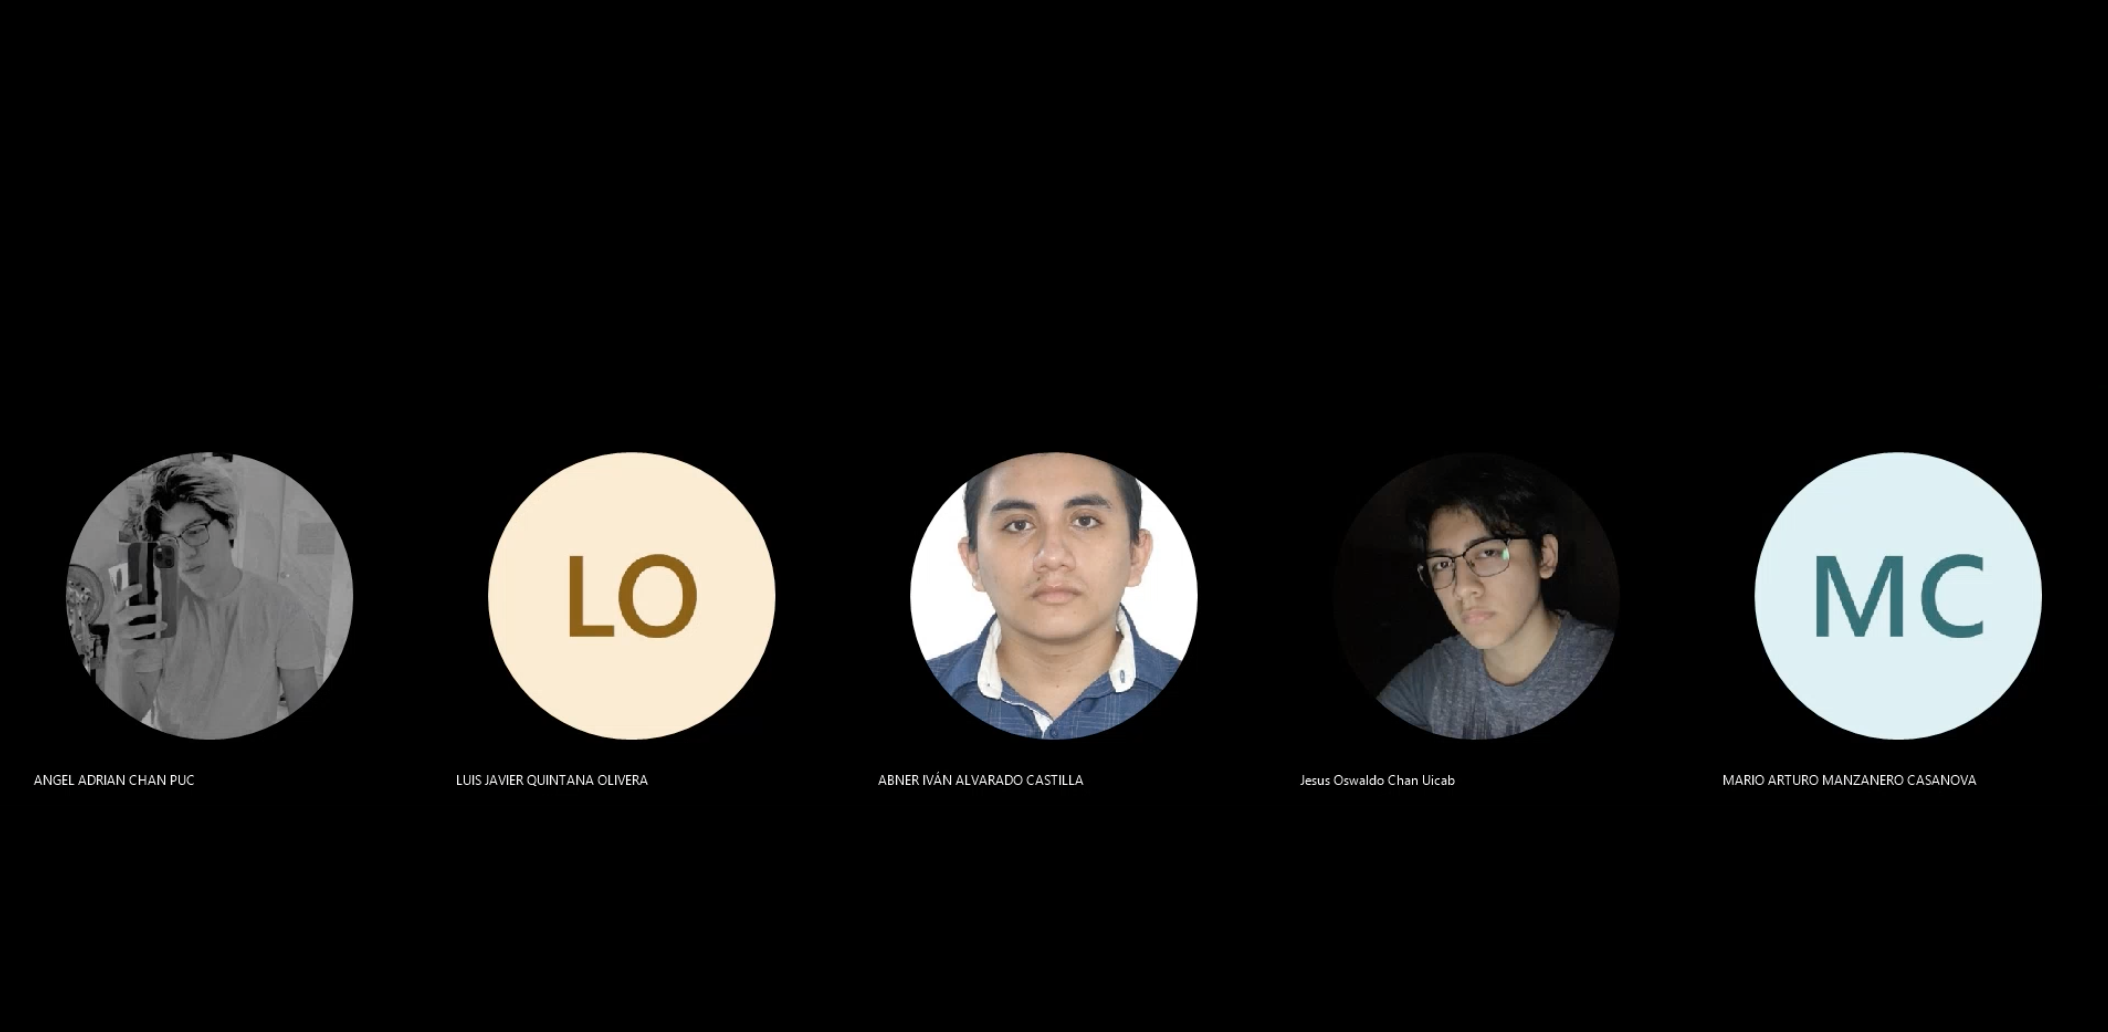 LO
MC
ANGEL ADRIAN CHAN PUC
LUIS JAVIER QUINTANA OLIVERA
ABNER IVÁN ALVARADO CASTILLA
Jesus Oswaldo Chan Uicab
MARIO ARTURO MANZANERO CASANOVA